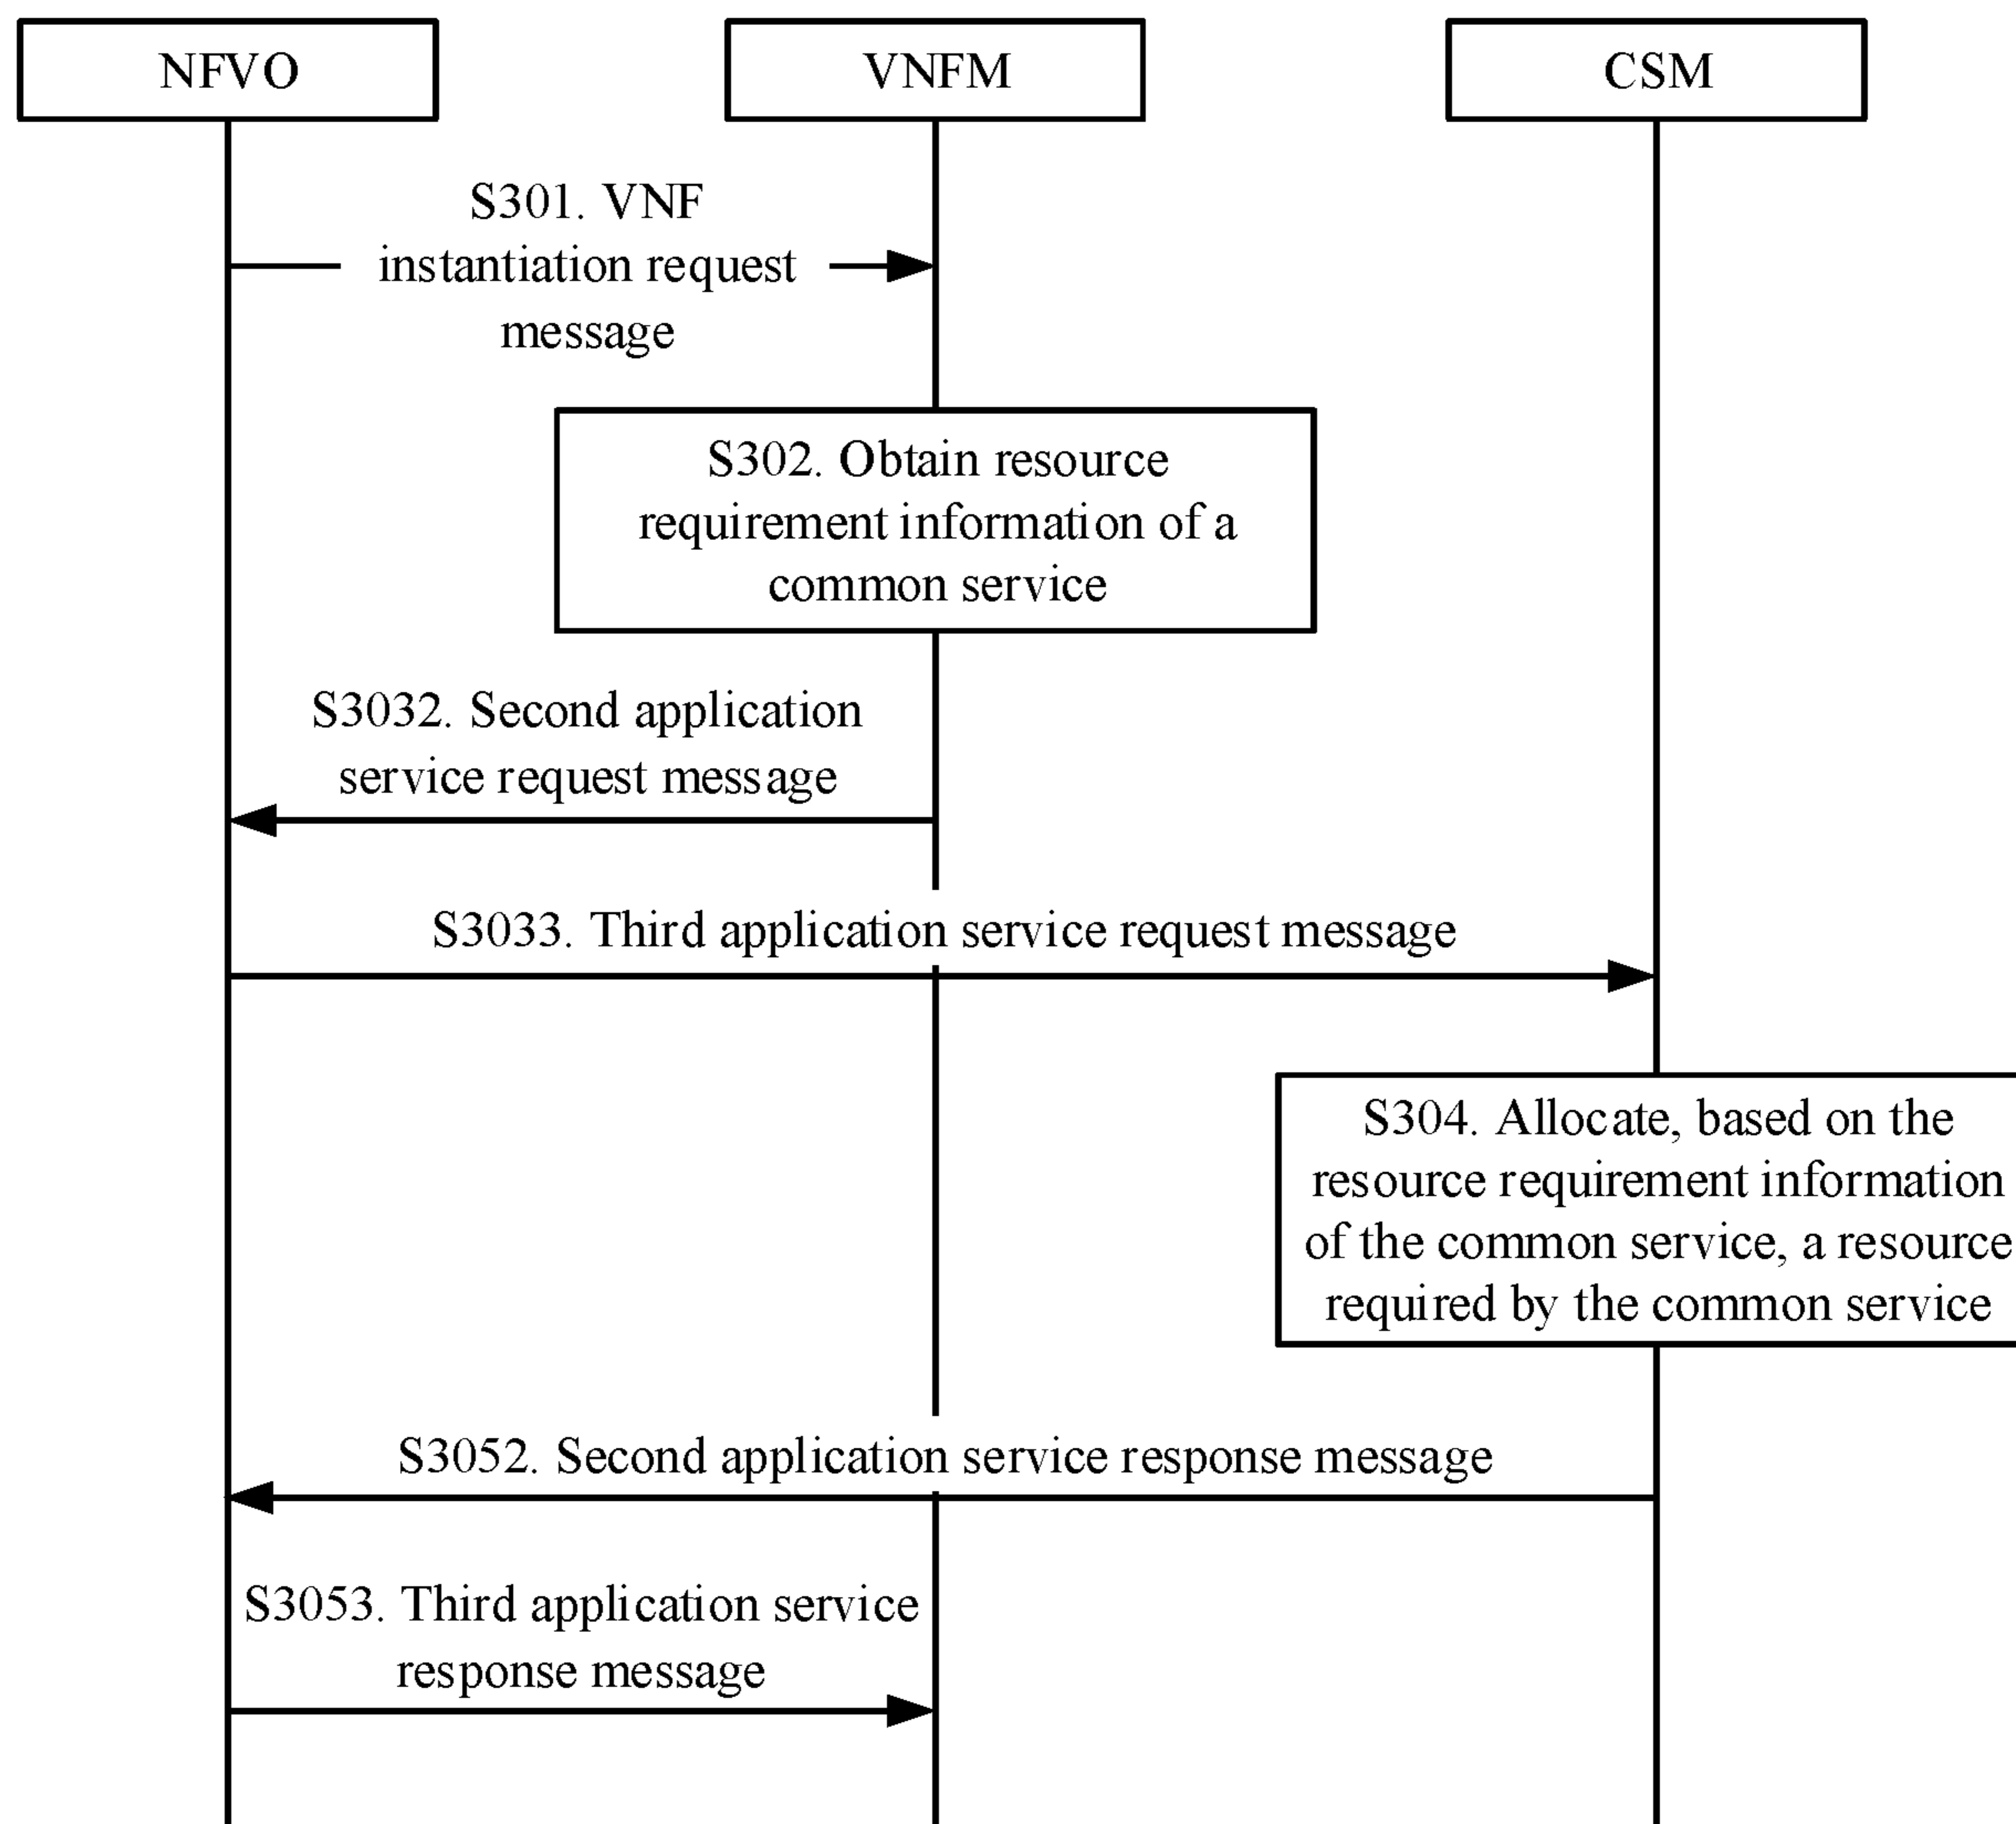 NFVO
VNFM
CSM
S301. VNF
instantiation request
message
S302. Obtain resource
requirement information of a
common service
S3032. Second application
service request message
S3033. Third application service request message
S304. Allocate, based on the
resource requirement information
of the common service, a resource
required by the common service
S3052. Second application service response message
S3053. Third application service
response message